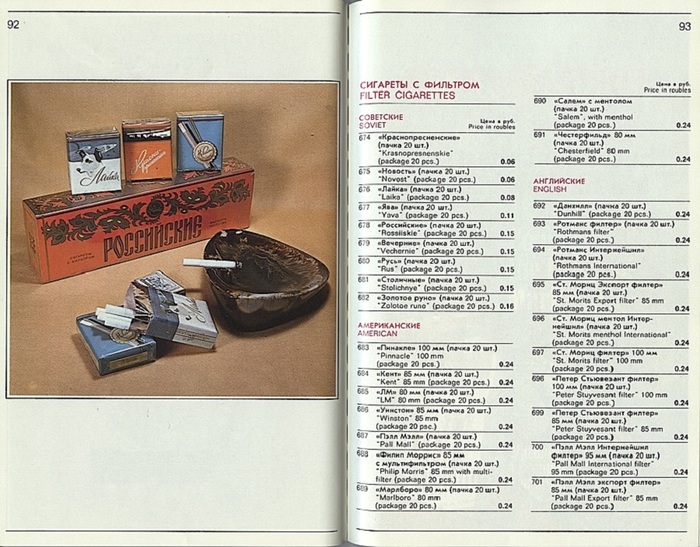 92
Лайка
РОССИЙСКИЕ
93
СИГАРЕТЫ С ФИЛЬТРОМ
FILTER CIGARETTES
СОВЕТСКИЕ
SOVIET
Цена в руб.
Price in roubles
674 «Краснопресненские»
(пачка 20 шт.)
"Krasnopresnenskie"
(package 20 pcs.) 0.06
675 «Новость» (пачка 20 шт.)
"Novost" (package 20 pcs.) 0.06
676 «Лайка» (пачка 20 шт.)
"Laika" (package 20 pcs.) 0.08
677 «Ява» (пачка 20 шт.)
"Yava" (package 20 pcs.) 0.11
678 «Российские» (пачка 20 шт.)
"Rossiiskie" (package 20 pcs.) 0.15
679 «Вечерние» (пачка 20 шт.)
"Vechernie" (package 20 pcs.) 0.15
680 «Русь» (пачка 20 шт.)
"Rus" (package 20 pcs.) 0.15
681 «Столичные» (пачка 20 шт.)
"Stolichnye" (package 20 pcs.) 0.15
682 «Золотое руно» (пачка 20 шт.)
"Zolotoe runo" (package 20 pcs.) 0.16
АМЕРИКАНСКИЕ
AMERICAN
683 «Пинакле» 100 мм (пачка 20 шт.)
"Pinnacle" 100 mm
(package 20 pcs.) 0.24
684 «Кент» 85 мм (пачка 20 шт.)
"Kent" 85 mm (package 20 pcs.) 0.24
685 «ЛМ» 80 мм (пачка 20 шт.)
"LM" 80 mm (package 20 pcs.) 0.24
686 «Уинстон» 85 мм (пачка 20 шт.)
"Winston" 85 mm
(package 20 pcs.) 0.24
687 «Пэлл Мэлл» (пачка 20 шт.)
"Pall Mall" (package 20 pcs.) 0.24
688 «Филип Моррис» 85 мм
с мультифильтром (пачка 20 шт.)
"Philip Morris" 85 mm with multi-
filter (package 20 pcs.) 0.24
689 «Марлборо» 80 мм (пачка 20 шт.)
"Marlboro" 80 mm
(package 20 pcs.) 0.24
Цена в руб.
Price in roubles
690 «Салем» с ментолом
(пачка 20 шт.)
"Salem", with menthol
(package 20 pcs.) 0.24
691 «Честерфильд» 80 мм
(пачка 20 шт.)
"Chesterfield" 80 mm
(package 20 pcs.) 0.24
АНГЛИЙСКИЕ
ENGLISH
692 «Данхилл» (пачка 20 шт.)
"Dunhill" (package 20 pcs.) 0.24
693 «Ротманс филтер» (пачка 20 шт.)
"Rothmans filter"
(package 20 pcs.) 0.24
694 «Ротманс Интернейшнл»
(пачка 20 шт.)
"Rothmans International"
(package 20 pcs.) 0.24
695 «Ст. Мориц Экспорт филтер»
85 мм (пачка 20 шт.)
"St. Morits Export filter" 85 mm
(package 20 pcs.) 0.24
696 «Ст. Мориц ментол Интер-
нейшнл» (пачка 20 шт.)
"St. Morits menthol International"
(package 20 pcs.) 0.24
697 «Ст. Мориц филтер» 100 мм
(пачка 20 шт.)
"St. Morits filter" 100 mm
(package 20 pcs.) 0.24
698 «Петер Стьювезант филтер»
100 мм (пачка 20 шт.)
"Peter Stuyvesant filter" 100 mm
(package 20 pcs.) 0.24
699 «Петер Стьювезант филтер»
85 мм (пачка 20 шт.)
"Peter Stuyvesant filter" 85 mm
(package 20 pcs.) 0.24
700 «Пэлл Мэлл Интернейшнл
филтер» 95 мм (пачка 20 шт.)
"Pall Mall International filter"
95 mm (package 20 pcs.) 0.24
701 «Пэлл Мэлл экспорт филтер»
85 мм (пачка 20 шт.)
"Pall Mall Export filter" 85 mm
(package 20 pcs.) 0.24